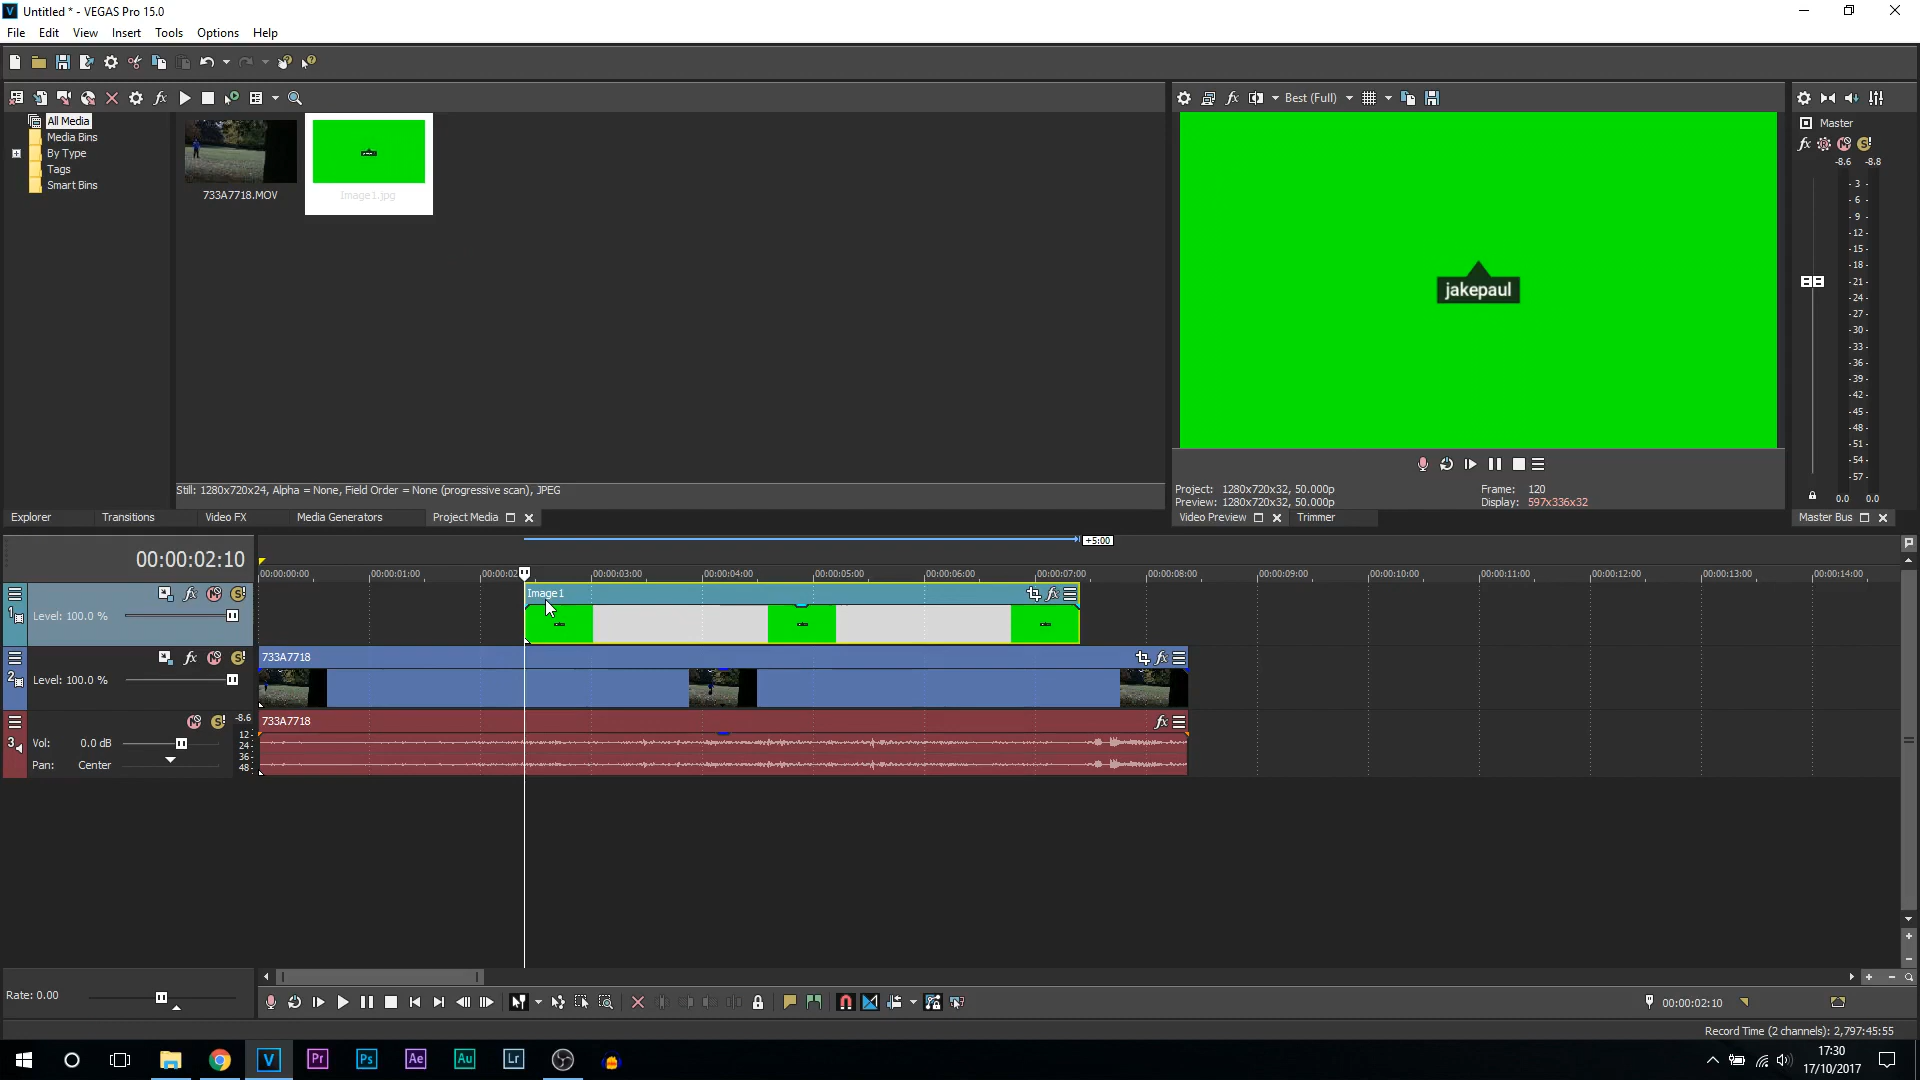 Untitled * - VEGAS Pro 15.0
File Edit View Insert Tools Options Help
All Media
Media Bins
By Type
Tags
Smart Bins
733A7718.MOV
Image1.jpg
Still: 1280x720x24, Alpha = None, Field Order = None (progressive scan), JPEG
Explorer Transitions Video FX Media Generators Project Media
Best (Full)
jakepaul
Project: 1280x720x32, 50.000p
Preview: 1280x720x32, 50.000p
Frame: 120
Display: 597x336x32
Video Preview Trimmer
Master
-8.6 -8.8
- 3 -
- 6 -
- 9 -
-12 -
-15 -
-18 -
-21 -
-24 -
-27 -
-30 -
-33 -
-36 -
-39 -
-42 -
-45 -
-48 -
-51 -
-54 -
-57 -
0.0 0.0
Master Bus
+5:00
00:00:02:10
00:00:00:00 00:00:01:00 00:00:02 00:00:03:00 00:00:04:00 00:00:05:00 00:00:06:00 00:00:07:00 00:00:08:00 00:00:09:00 00:00:10:00 00:00:11:00 00:00:12:00 00:00:13:00 00:00:14:00
1 Level: 100.0 %
Image1
2 Level: 100.0 %
733A7718
3 Vol: 0.0 dB
Pan: Center
-8.6
12
24
36
48
733A7718
Rate: 0.00
00:00:02:10
Record Time (2 channels): 2,797:45:55
V Pr Ps Ae Au Lr
17:30
17/10/2017